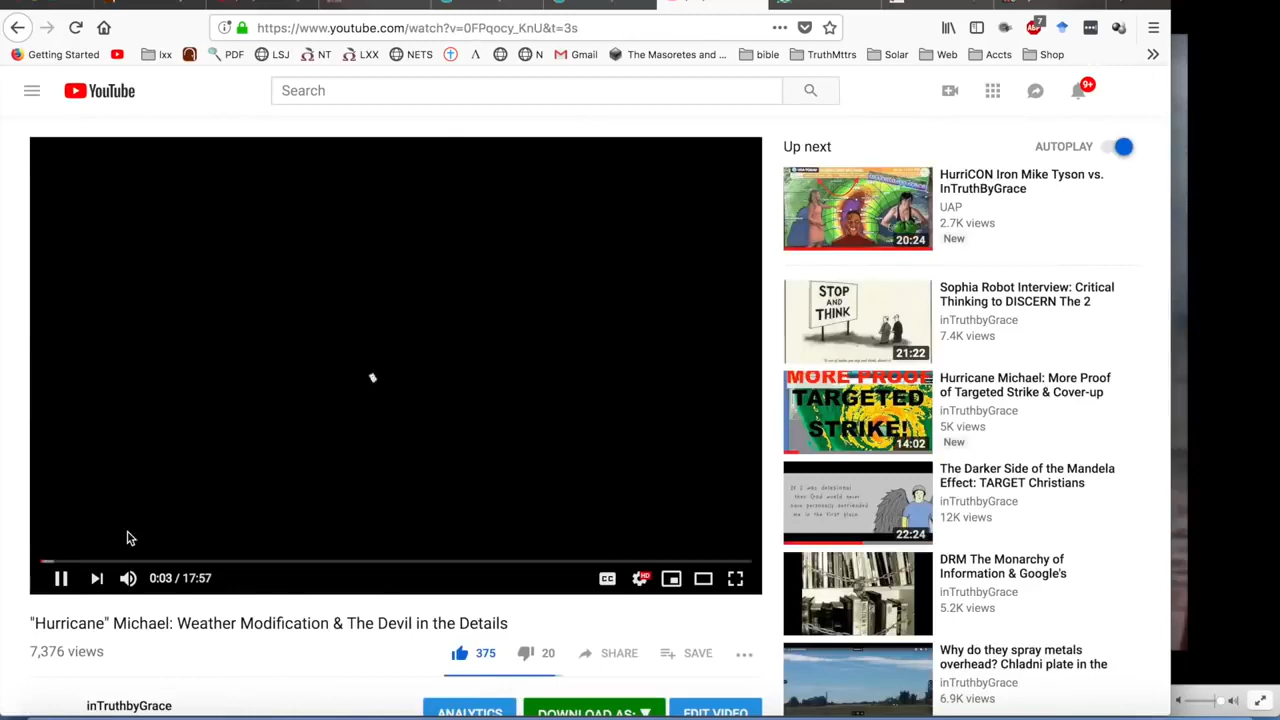 https://www.youtube.com/watch?v=0FPqocy_KnU&t=3s
7
Getting Started
lxx
PDF
LSJ
NT
LXX
NETS
A
N
Gmail
The Masoretes and ...
bible
TruthMttrs
Solar
Web
Accts
Shop
YouTube
Search
9+
Up next
AUTOPLAY
20:24
HurriCON Iron Mike Tyson vs.
InTruthByGrace
UAP
2.7K views
New
STOP
AND
THINK
21:22
Sophia Robot Interview: Critical
Thinking to DISCERN The 2
inTruthbyGrace
7.4K views
MORE PROOF
TARGETED
STRIKE!
14:02
Hurricane Michael: More Proof
of Targeted Strike & Cover-up
inTruthbyGrace
5K views
New
22:24
The Darker Side of the Mandela
Effect: TARGET Christians
inTruthbyGrace
12K views
DRM The Monarchy of
Information & Google's
inTruthbyGrace
5.2K views
Why do they spray metals
overhead? Chladni plate in the
inTruthbyGrace
6.9K views
0:03 / 17:57
CC
HD
"Hurricane" Michael: Weather Modification & The Devil in the Details
7,376 views
375
20
SHARE
SAVE
inTruthbyGrace
ANALYTICS
DOWNLOAD AS: ▼
EDIT VIDEO